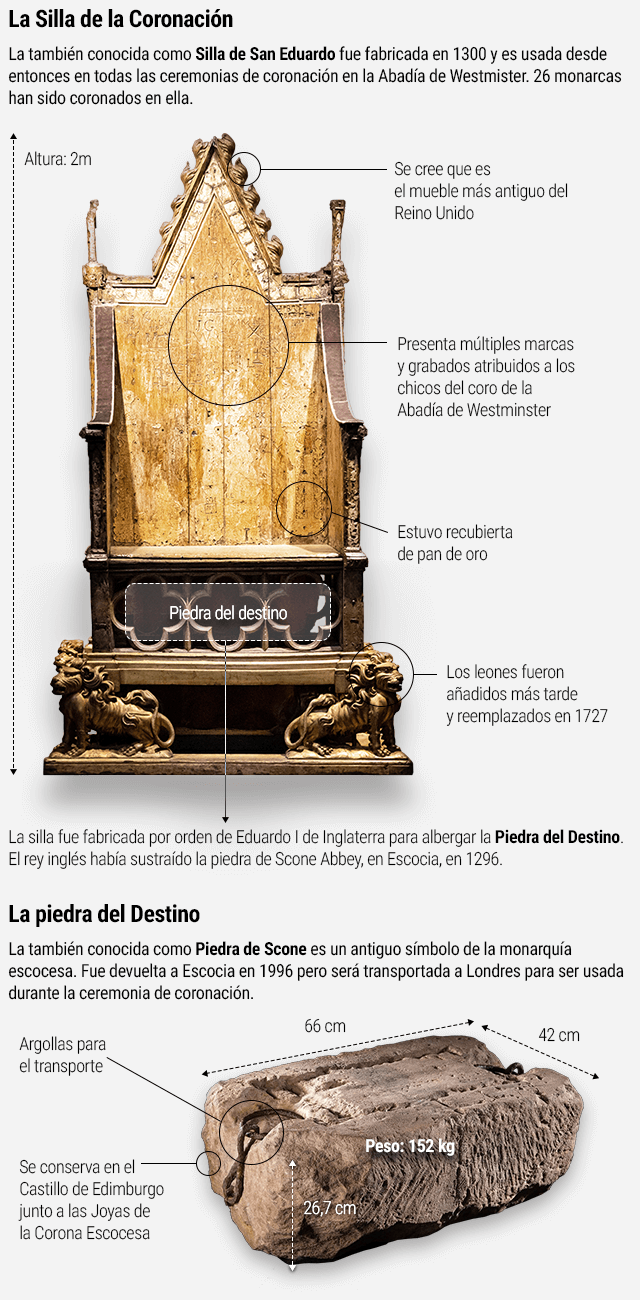 La Silla de la Coronación
La también conocida como Silla de San Eduardo fue fabricada en 1300 y es usada desde
entonces en todas las ceremonias de coronación en la Abadía de Westmister. 26 monarcas
han sido coronados en ella.
Altura: 2m
Se cree que es
el mueble más antiguo del
Reino Unido
Presenta múltiples marcas
y grabados atribuidos a los
chicos del coro de la
Abadía de Westminster
Estuvo recubierta
de pan de oro
Piedra del destino
Los leones fueron
añadidos más tarde
y reemplazados en 1727
La silla fue fabricada por orden de Eduardo I de Inglaterra para albergar la Piedra del Destino.
El rey inglés había sustraído la piedra de Scone Abbey, en Escocia, en 1296.
La piedra del Destino
La también conocida como Piedra de Scone es un antiguo símbolo de la monarquía
escocesa. Fue devuelta a Escocia en 1996 pero será transportada a Londres para ser usada
durante la ceremonia de coronación.
66 cm
42 cm
Argollas para
el transporte
Peso: 152 kg
Se conserva en el
Castillo de Edimburgo
junto a las Joyas de
la Corona Escocesa
26,7 cm